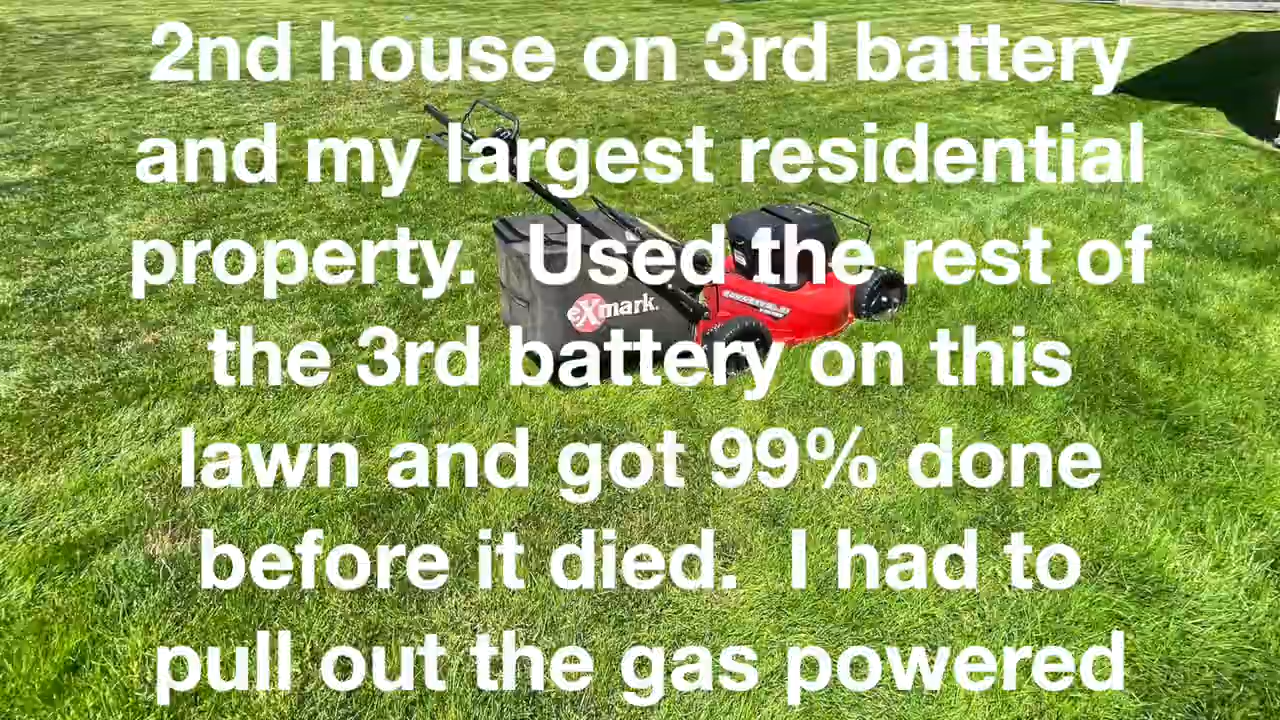 2nd house on 3rd battery
and my largest residential
property.  Used the rest of
the 3rd battery on this
lawn and got 99% done
before it died.  I had to
pull out the gas powered
eXmark.